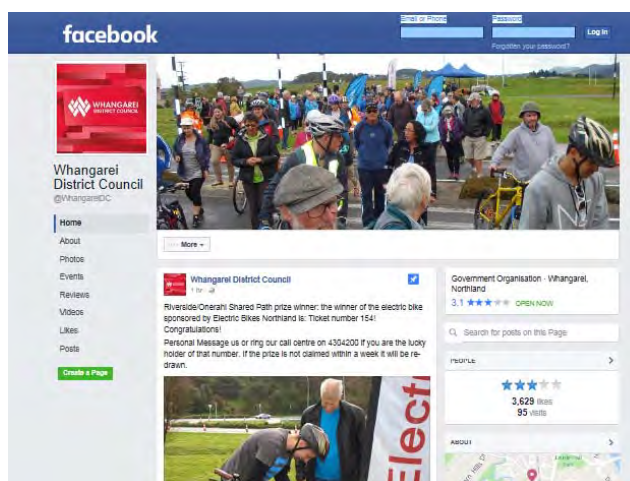 facebook
Email or Phone
Password
Log In
Forgotten your password?
WHANGAREI
DISTRICT COUNCIL
Whangarei
District Council
@WhangareiDC
Home
About
Photos
Events
Reviews
Videos
Likes
Posts
Create a Page
More
Whangarei District Council
1 hr
Riverside/Onerahi Shared Path prize winner: the winner of the electric bike
sponsored by Electric Bikes Northland is: Ticket number 154!
Congratulations!
Personal Message us or ring our call centre on 4304200 if you are the lucky
holder of that number. If the prize is not claimed within a week it will be re-
drawn.
Electri
Government Organisation · Whangarei,
Northland
3.1 OPEN NOW
Search for posts on this Page
PEOPLE
3,629 likes
95 visits
ABOUT